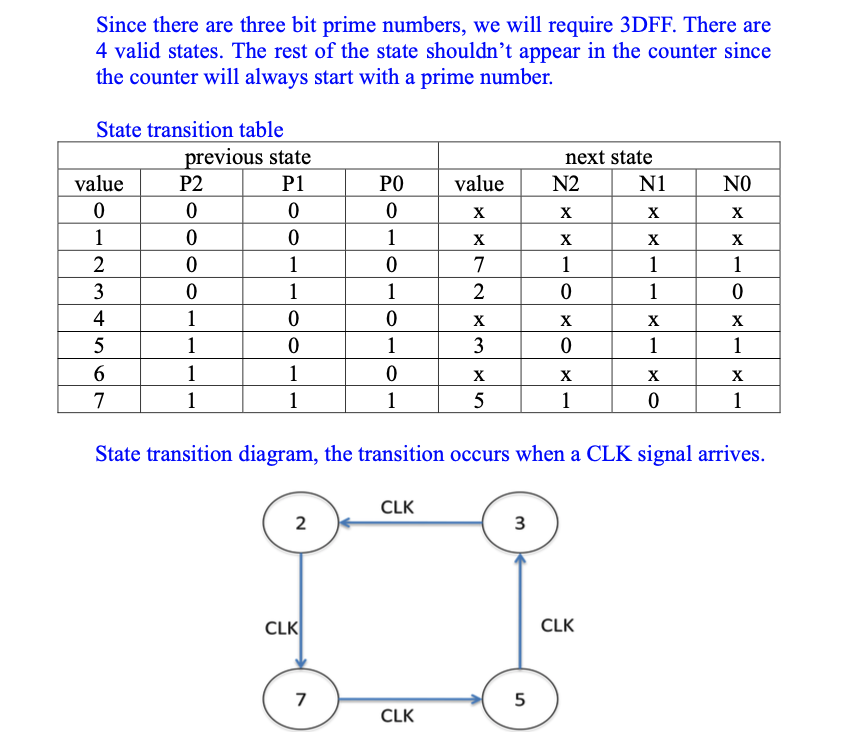 Since there are three bit prime numbers, we will require 3DFF. There are
4 valid states. The rest of the state shouldn’t appear in the counter since
the counter will always start with a prime number.
State transition table
previous state next state
value P2 P1 P0 value N2 N1 N0
0 0 0 0 x x x x
1 0 0 1 x x x x
2 0 1 0 7 1 1 1
3 0 1 1 2 0 1 0
4 1 0 0 x x x x
5 1 0 1 3 0 1 1
6 1 1 0 x x x x
7 1 1 1 5 1 0 1
State transition diagram, the transition occurs when a CLK signal arrives.
CLK
2 3
CLK CLK
7 5
CLK